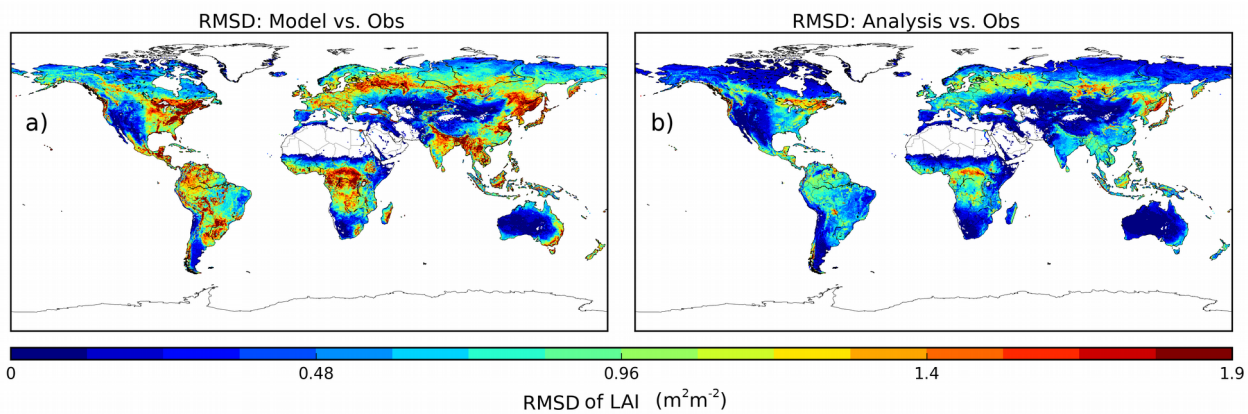 RMSD: Model vs. Obs
RMSD: Analysis vs. Obs
a)
b)
0 0.48 0.96 1.4 1.9
RMSD of LAI (m²m⁻²)